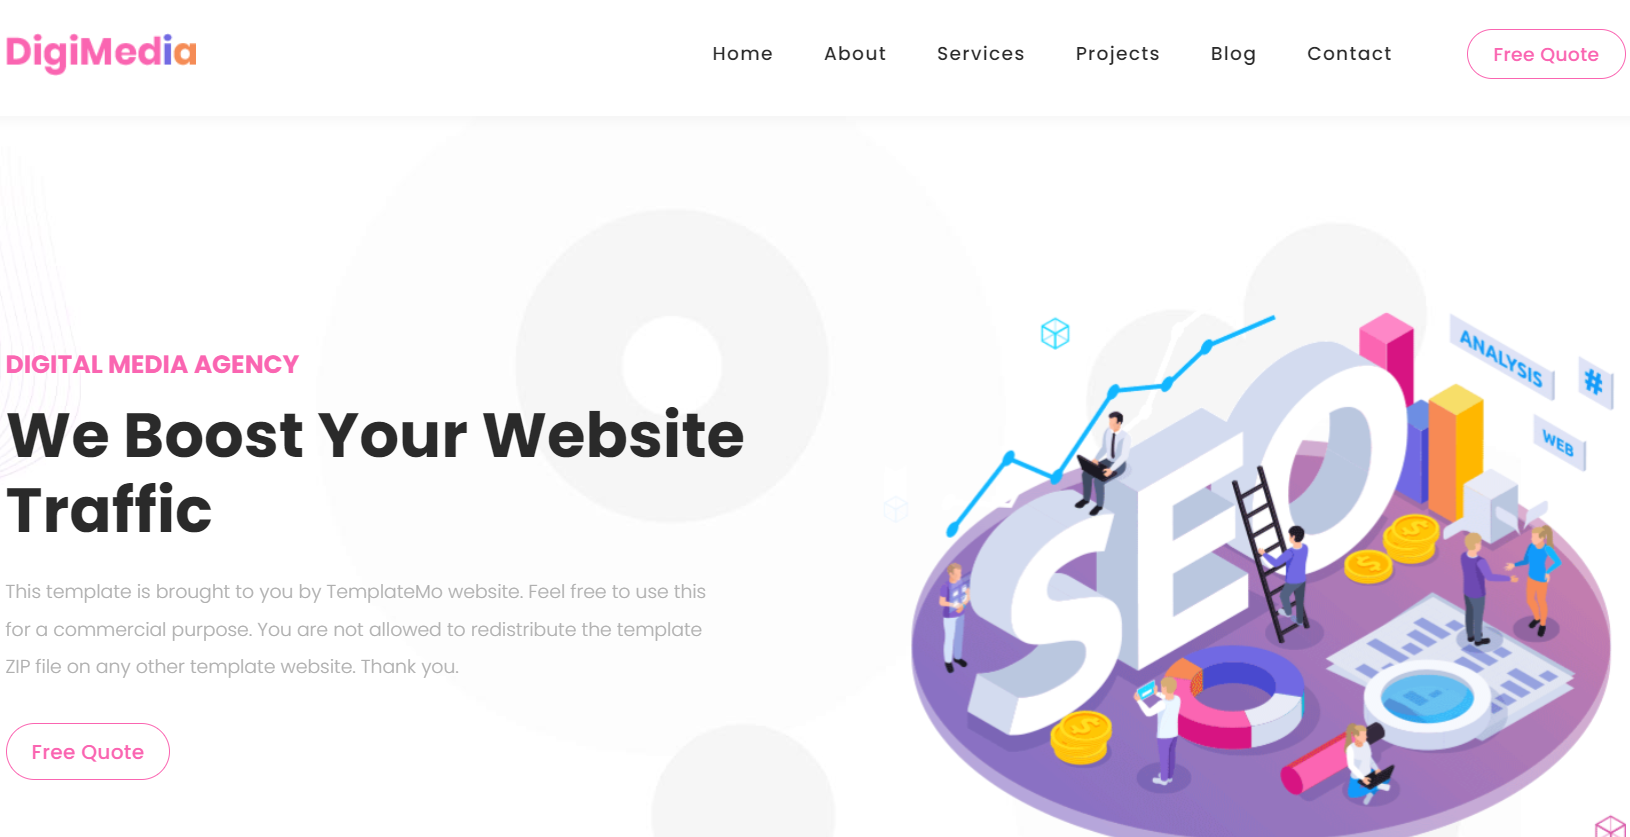 DigiMedia
Home About Services Projects Blog Contact Free Quote
DIGITAL MEDIA AGENCY
We Boost Your Website
Traffic
This template is brought to you by TemplateMo website. Feel free to use this
for a commercial purpose. You are not allowed to redistribute the template
ZIP file on any other template website. Thank you.
Free Quote
ANALYSIS
#
WEB
SEO